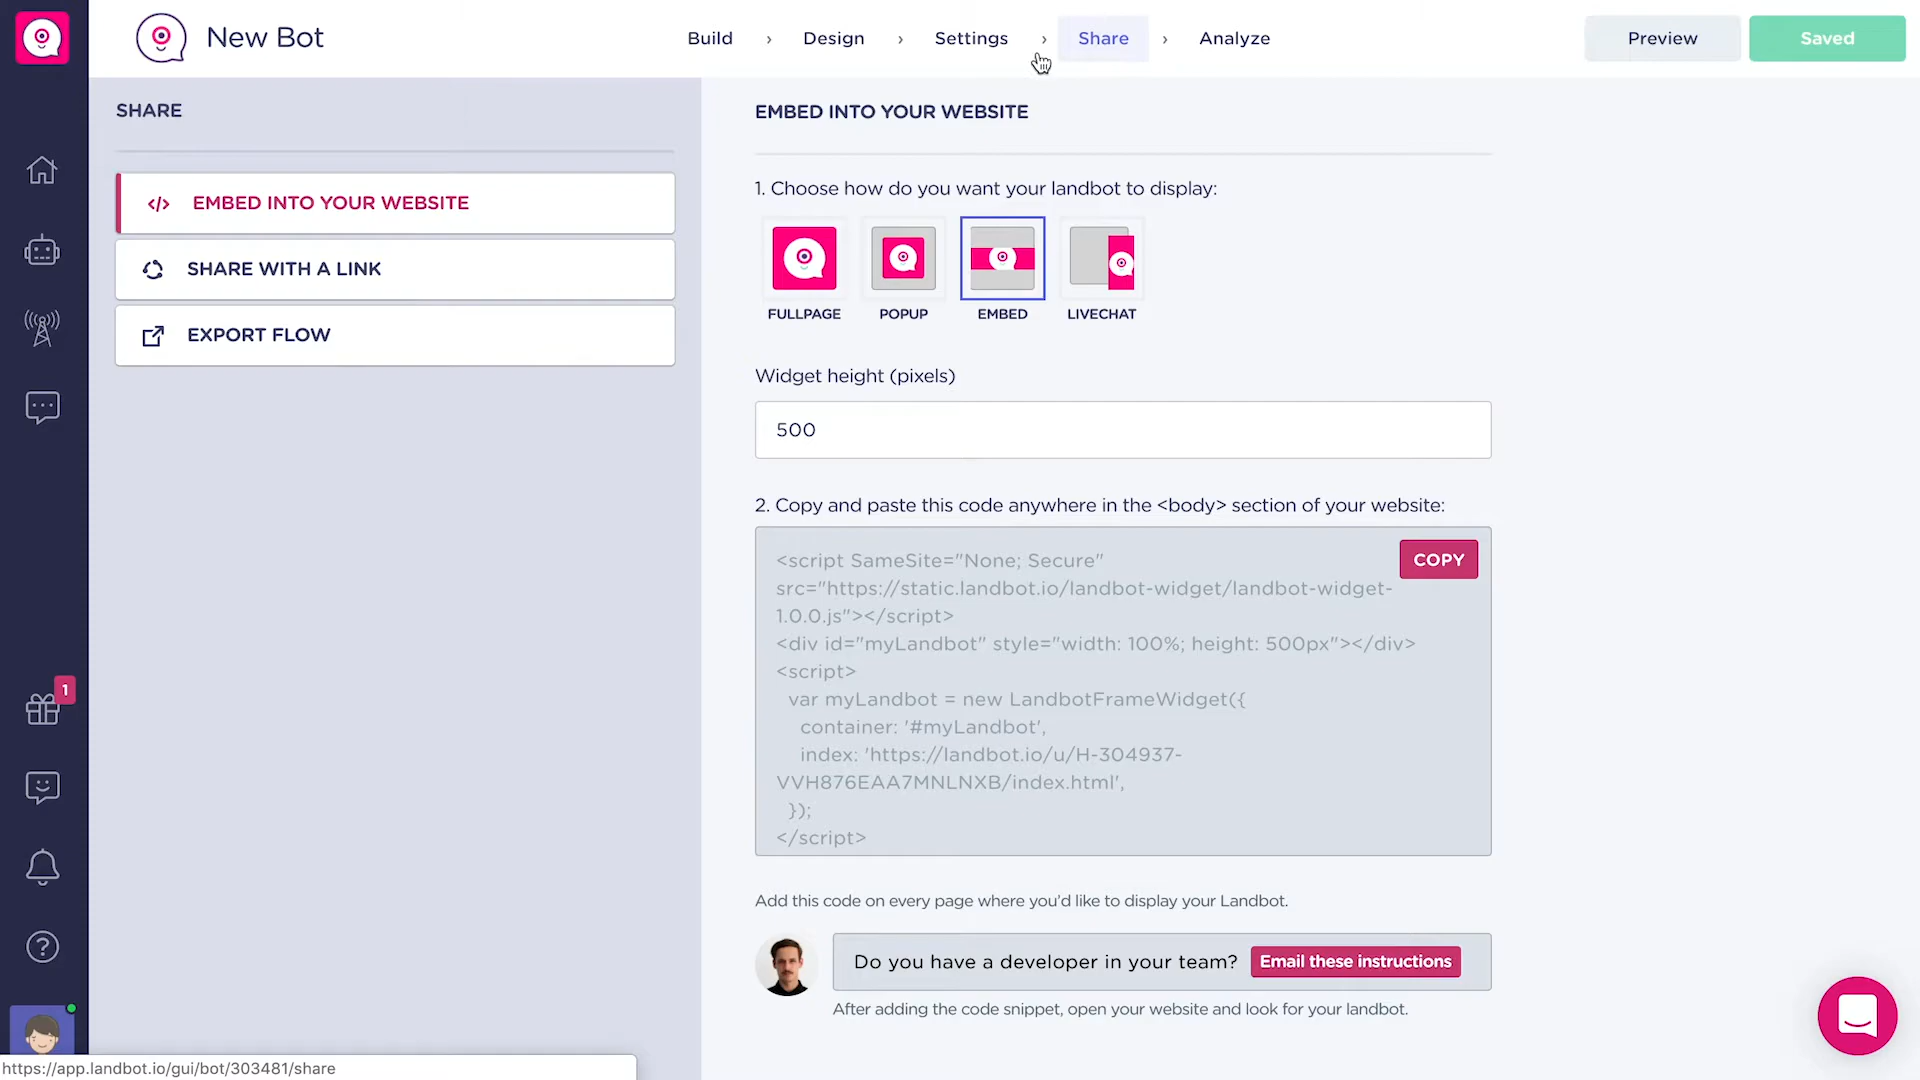 New Bot
Build
Design
Settings
Share
Analyze
Preview
Saved
SHARE
EMBED INTO YOUR WEBSITE
SHARE WITH A LINK
EXPORT FLOW
EMBED INTO YOUR WEBSITE
1. Choose how do you want your landbot to display:
FULLPAGE
POPUP
EMBED
LIVECHAT
Widget height (pixels)
500
2. Copy and paste this code anywhere in the <body> section of your website:
COPY
<script SameSite="None; Secure"
src="https://static.landbot.io/landbot-widget/landbot-widget-
1.0.0.js"></script>
<div id="myLandbot" style="width: 100%; height: 500px"></div>
<script>
var myLandbot = new LandbotFrameWidget({
container: '#myLandbot',
index: 'https://landbot.io/u/H-304937-
VVH876EAA7MNLNXB/index.html',
});
</script>
Add this code on every page where you'd like to display your Landbot.
Do you have a developer in your team?
Email these instructions
After adding the code snippet, open your website and look for your landbot.
1
https://app.landbot.io/gui/bot/303481/share